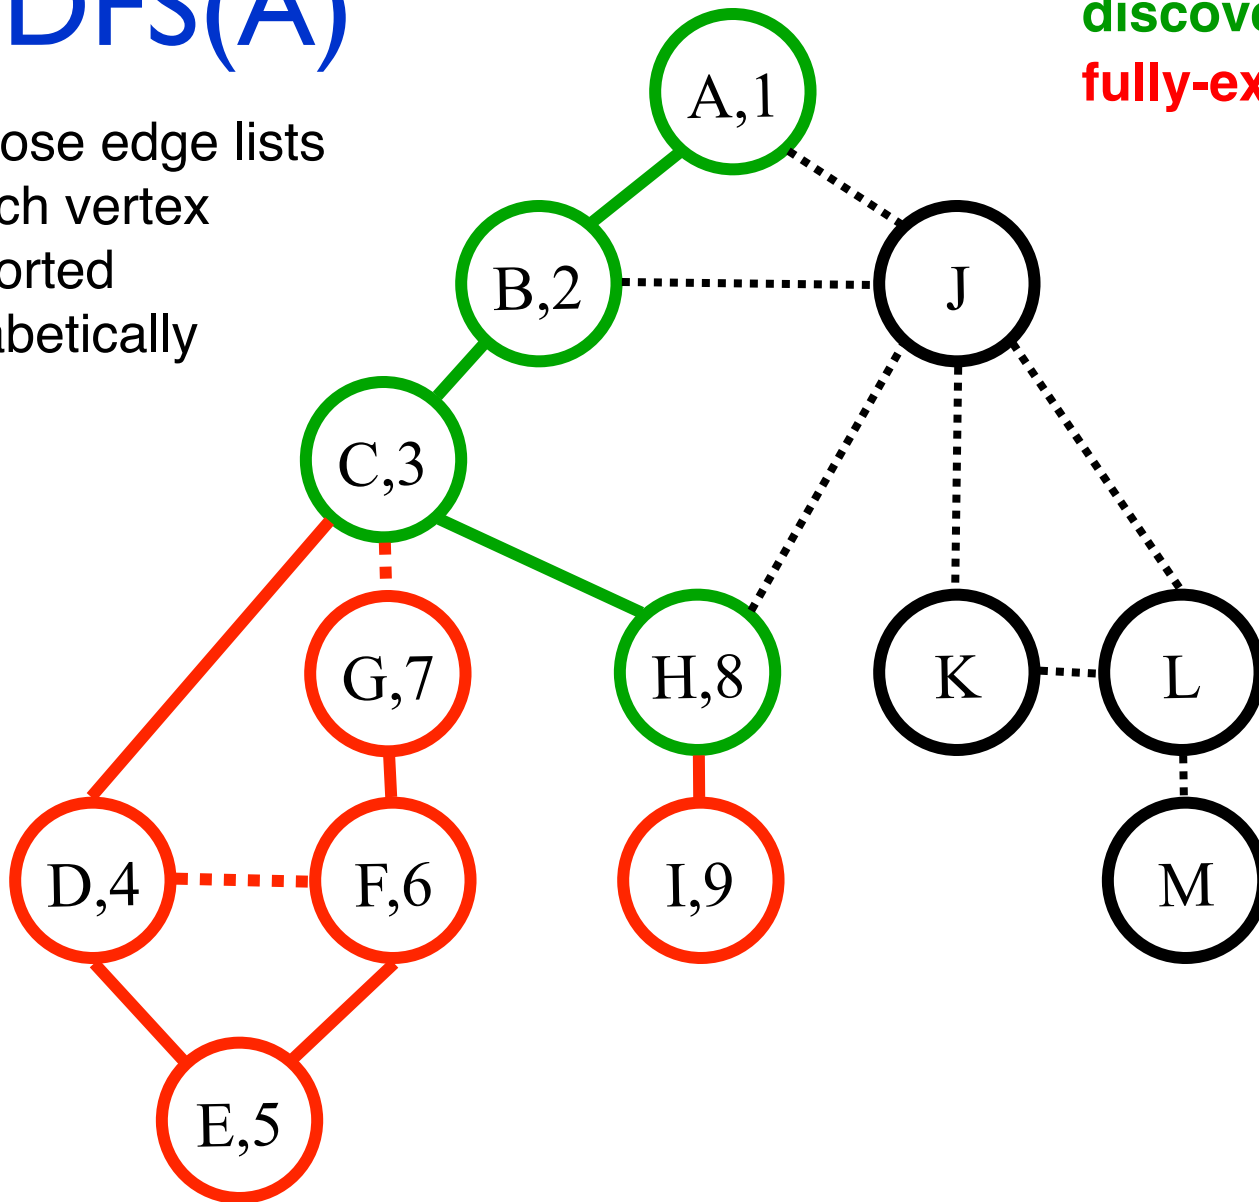 DFS(A)
discove
fully-ex
ose edge lists
ch vertex
orted
abetically
A,1
B,2
J
C,3
G,7
H,8
K
L
D,4
F,6
I,9
M
E,5